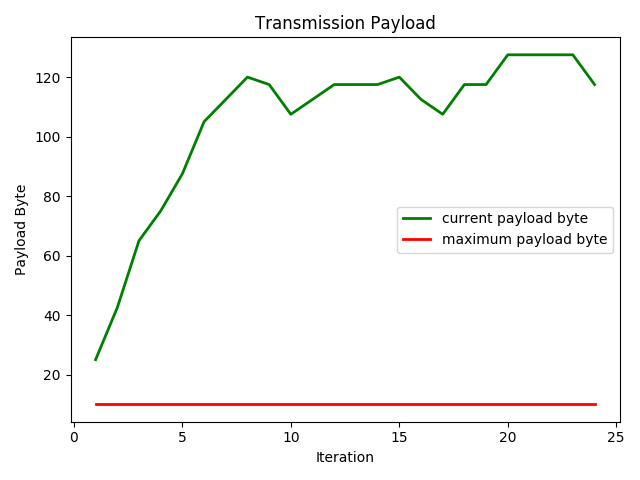 Transmission Payload
Payload Byte
120
100
80
60
40
20
current payload byte
maximum payload byte
0
5
10
15
20
25
Iteration